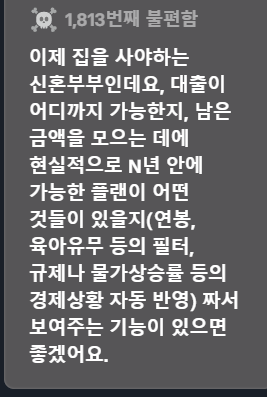 1,813번째 불편함
이제 집을 사야하는
신혼부부인데요, 대출이
어디까지 가능한지, 남은
금액을 모으는 데에
현실적으로 N년 안에
가능한 플랜이 어떤
것들이 있을지(연봉,
육아유무 등의 필터,
규제나 물가상승률 등의
경제상황 자동 반영) 짜서
보여주는 기능이 있으면
좋겠어요.